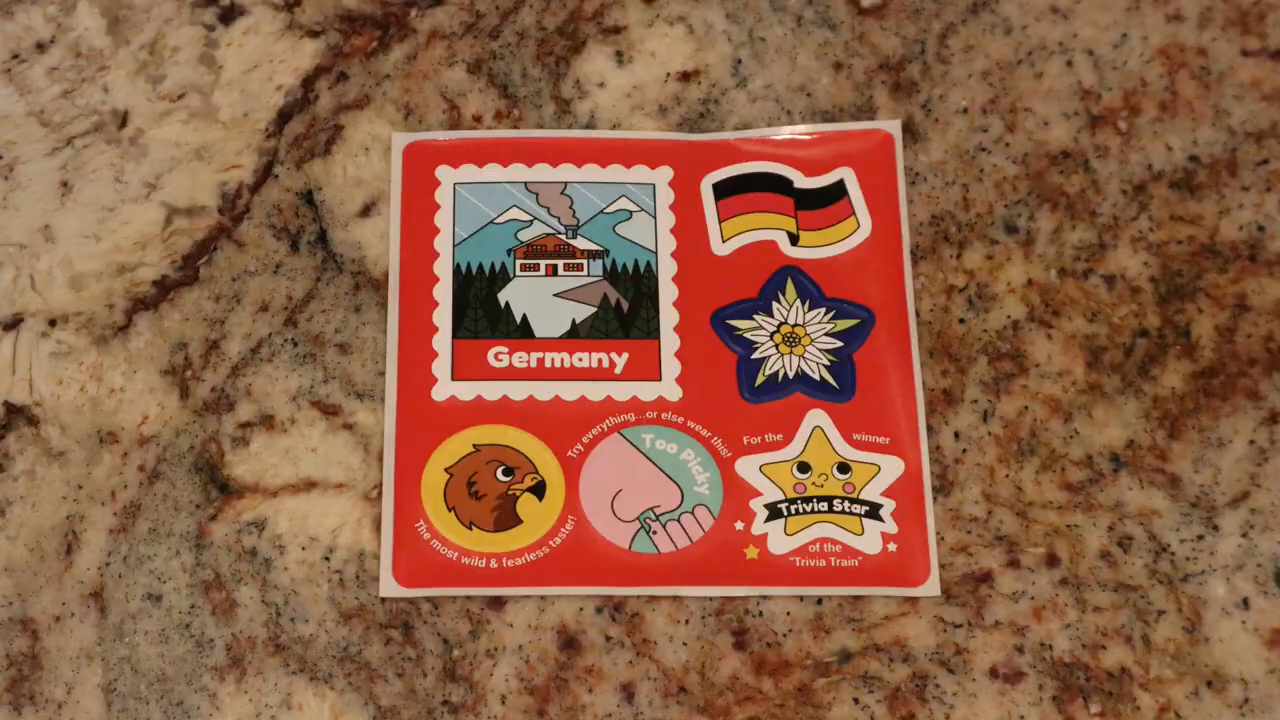 Germany
The most wild & fearless taster!
Try everything...or else wear this!
Too Picky
For the winner
Trivia Star
of the
"Trivia Train"